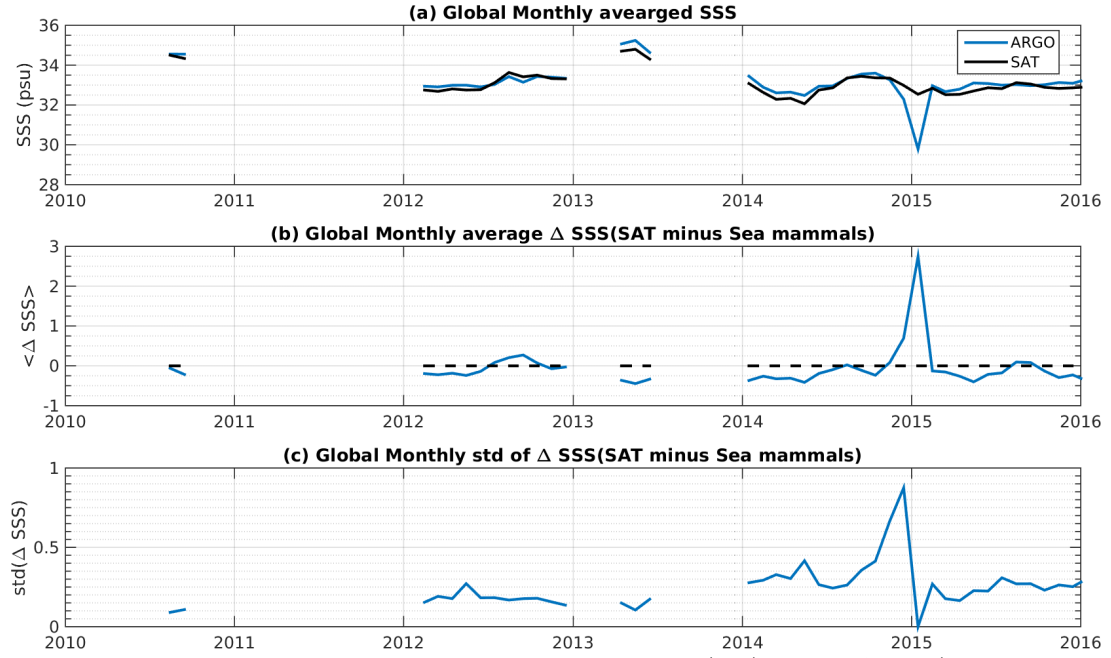 (a) Global Monthly avearged SSS
36
34
32
30
28
SSS (psu)
ARGO
SAT
2010 2011 2012 2013 2014 2015 2016
(b) Global Monthly average Δ SSS(SAT minus Sea mammals)
3
2
1
0
-1
<Δ SSS>
2010 2011 2012 2013 2014 2015 2016
(c) Global Monthly std of Δ SSS(SAT minus Sea mammals)
1
0.5
0
std(Δ SSS)
2010 2011 2012 2013 2014 2015 2016